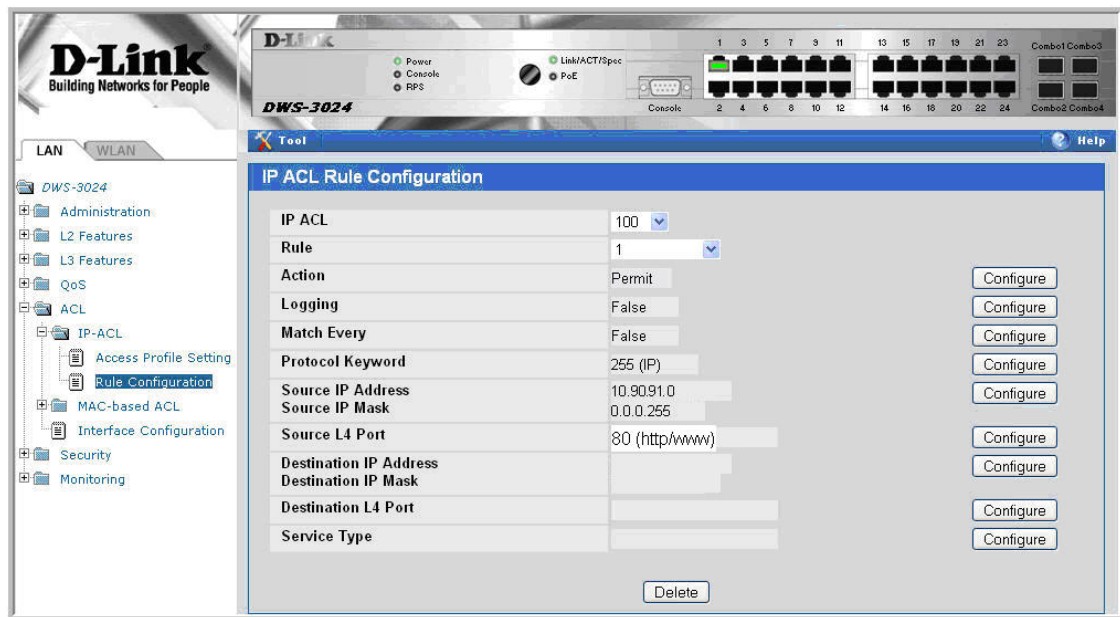 D-Link
Building Networks for People
D-Link
Power
Console
RPS
Link/ACT/Spee
PoE
Console
1 3 5 7 9 11 13 15 17 19 21 23 Combo1 Combo3
2 4 6 8 10 12 14 16 18 20 22 24 Combo2 Combo4
DWS-3024
LAN WLAN
Tool Help
DWS-3024
Administration
L2 Features
L3 Features
QoS
ACL
IP-ACL
Access Profile Setting
Rule Configuration
MAC-based ACL
Interface Configuration
Security
Monitoring
IP ACL Rule Configuration
IP ACL 100
Rule 1
Action Permit Configure
Logging False Configure
Match Every False Configure
Protocol Keyword 255 (IP) Configure
Source IP Address 10.90.91.0 Configure
Source IP Mask 0.0.0.255
Source L4 Port 80 (http/www) Configure
Destination IP Address Configure
Destination IP Mask
Destination L4 Port Configure
Service Type Configure
Delete